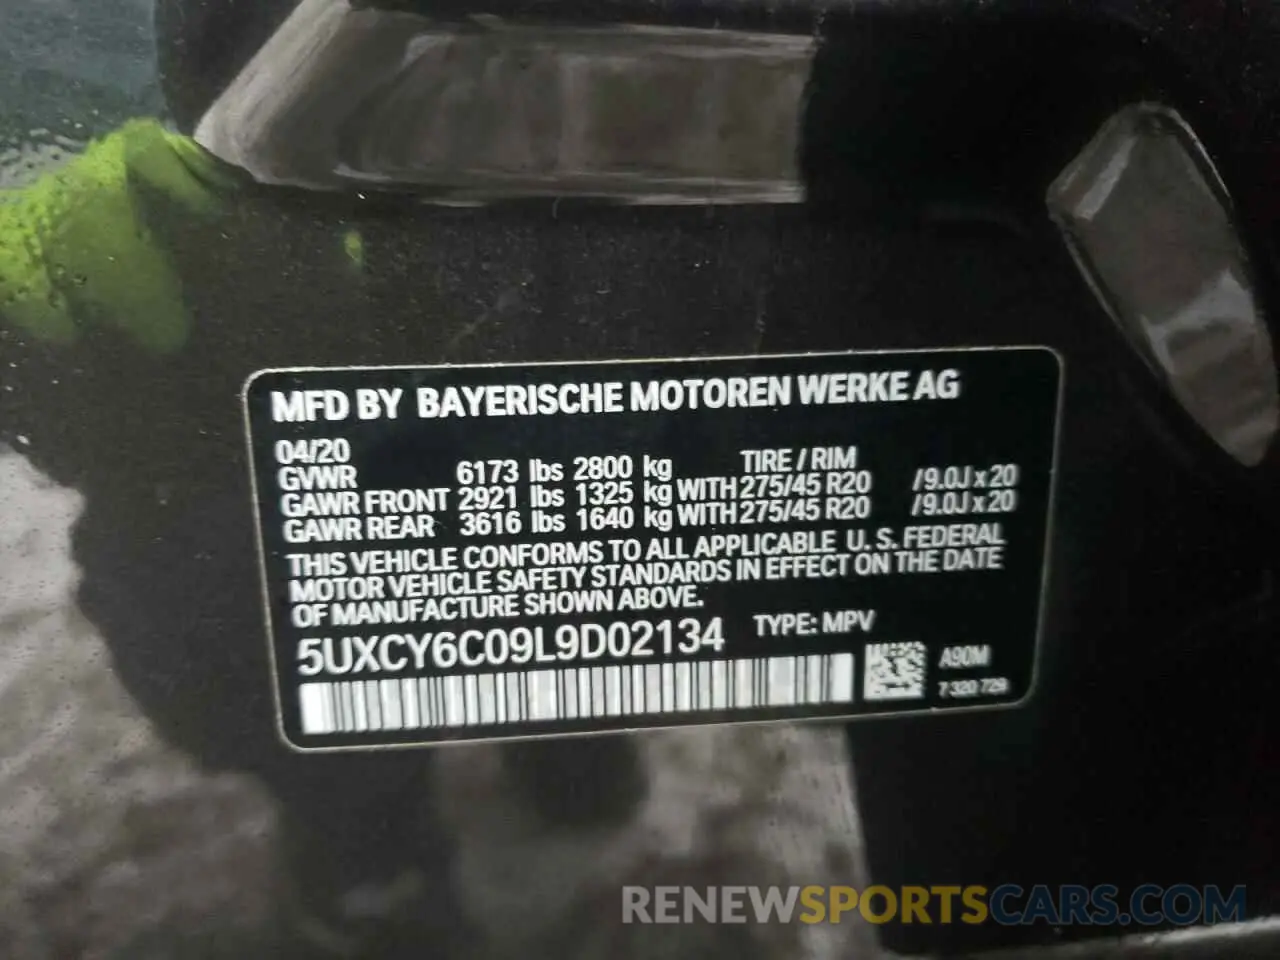 MFD BY BAYERISCHE MOTOREN WERKE AG
04/20
GVWR 6173 lbs 2800 kg TIRE / RIM
GAWR FRONT 2921 lbs 1325 kg WITH 275/45 R20 /9.0J x 20
GAWR REAR 3616 lbs 1640 kg WITH 275/45 R20 /9.0J x 20
THIS VEHICLE CONFORMS TO ALL APPLICABLE U. S. FEDERAL
MOTOR VEHICLE SAFETY STANDARDS IN EFFECT ON THE DATE
OF MANUFACTURE SHOWN ABOVE.
5UXCY6C09L9D02134 TYPE: MPV
A90M
7 320 729
RENEWSPORTSCARS.COM